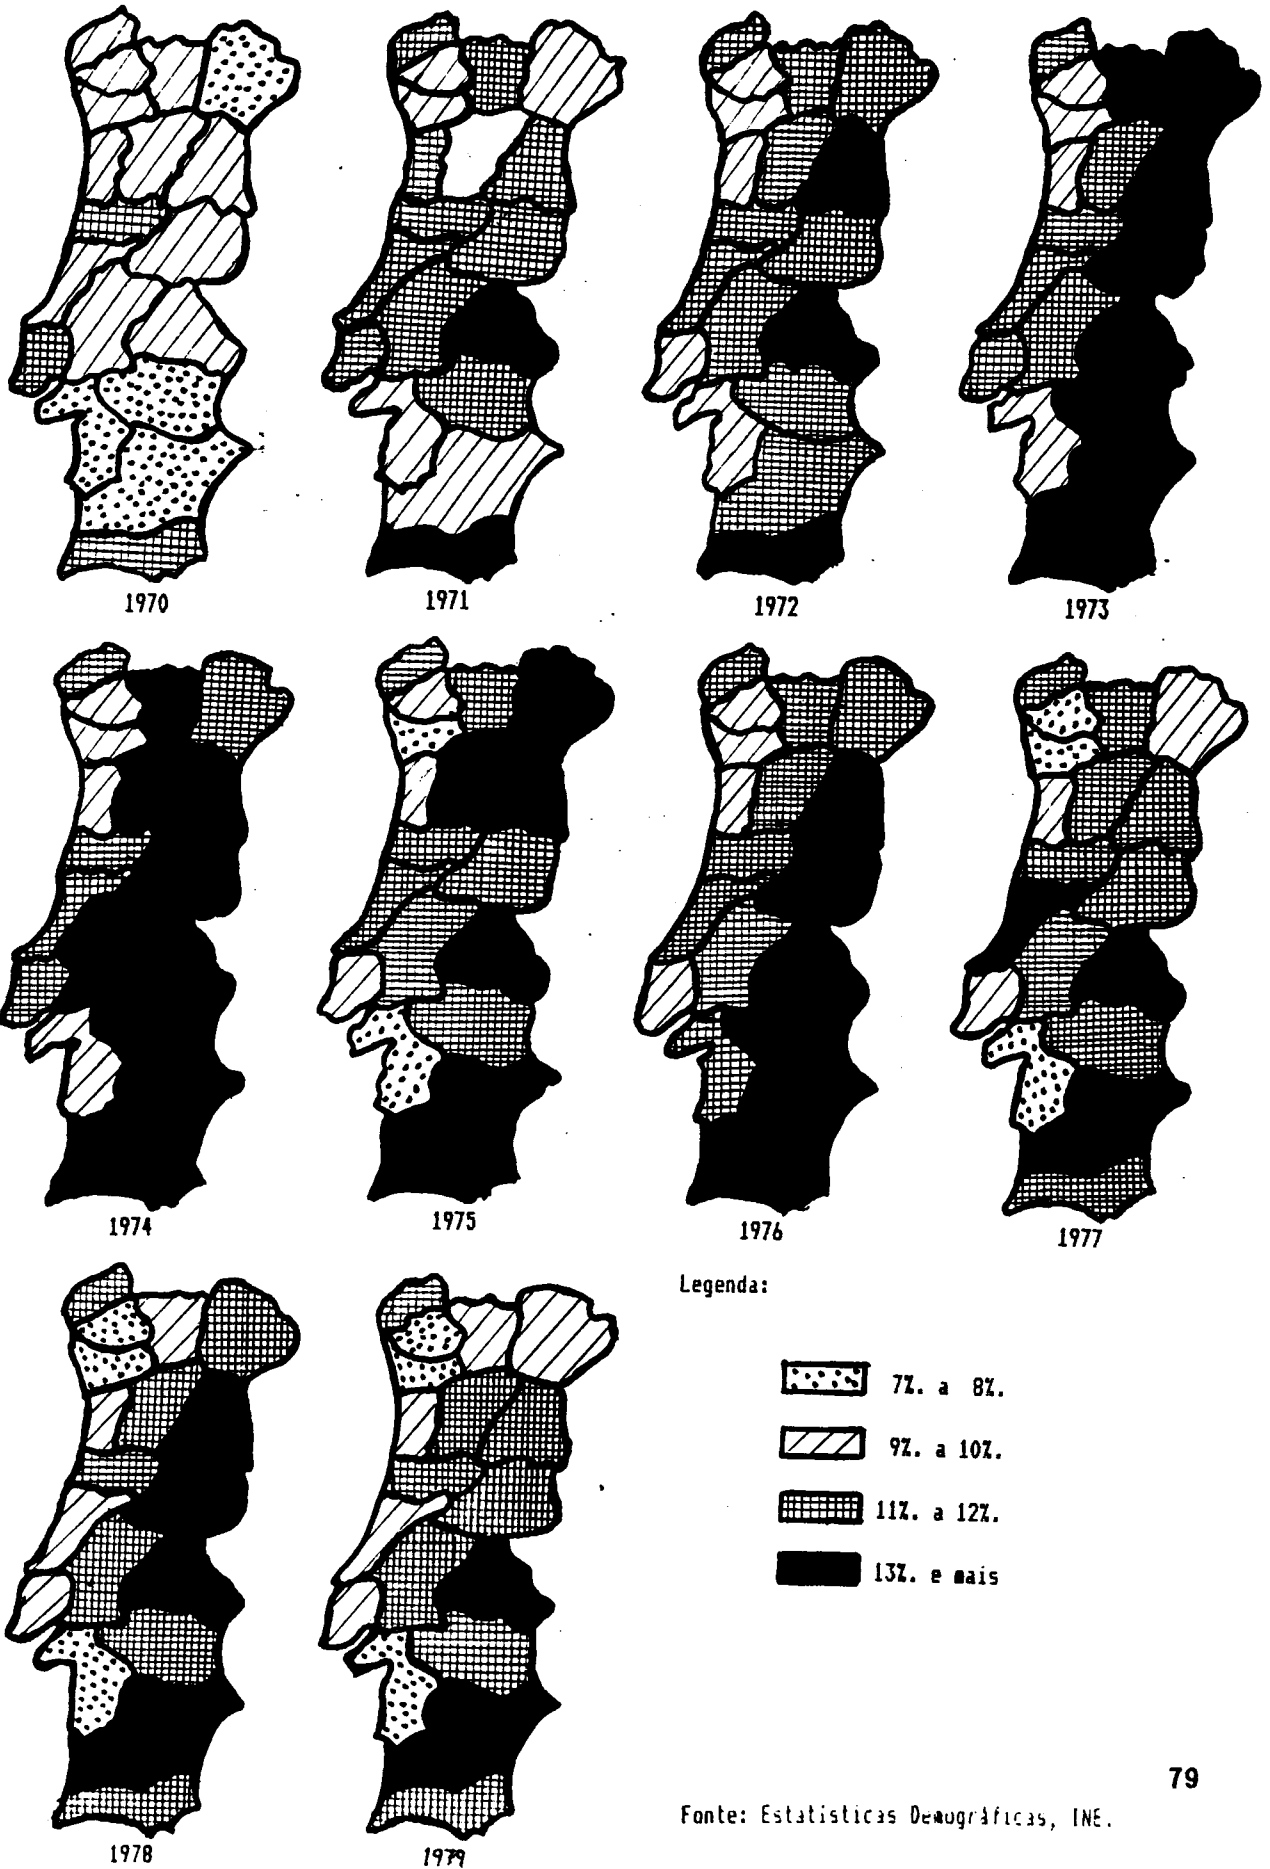 1970 1971 1972 1973
1974 1975 1976 1977
Legenda:
7%. a 8%.
9%. a 10%.
11%. a 12%.
13%. e mais
1978 1979
79
Fonte: Estatísticas Demográficas, INE.